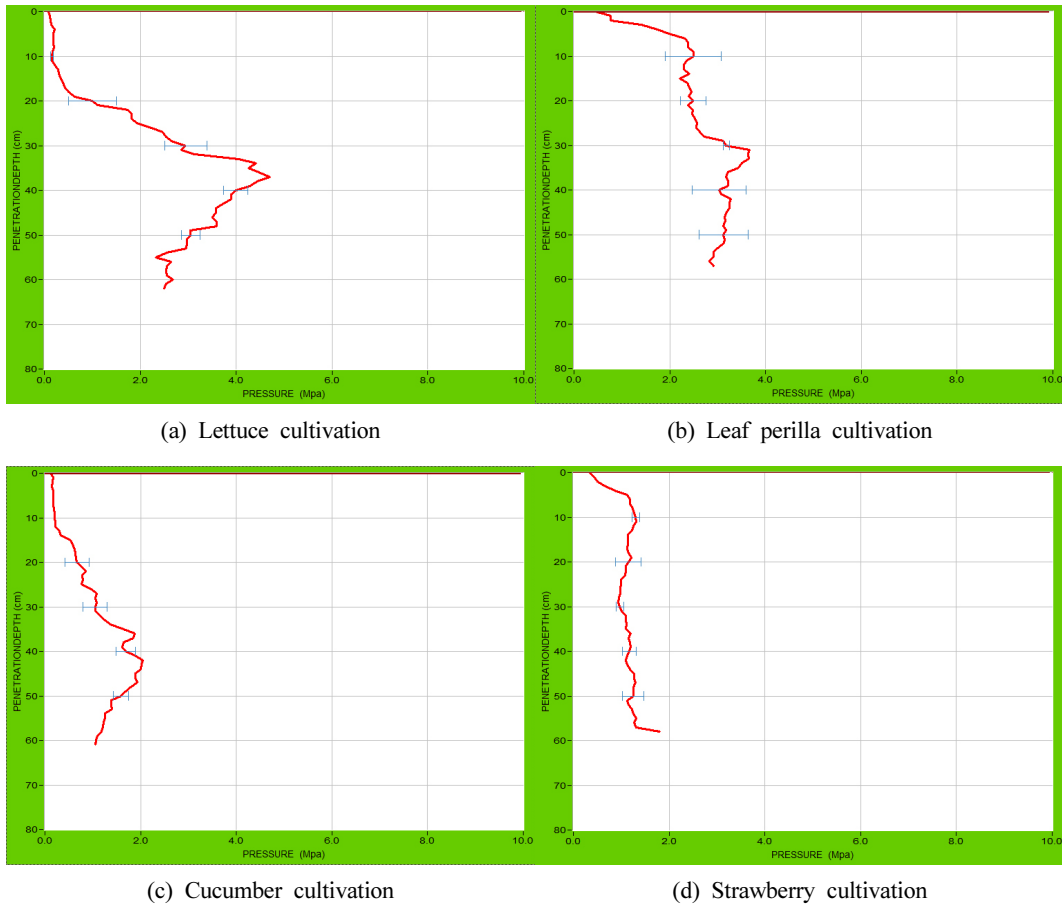 0
10
20
30
40
50
60
70
80
PENETRATIONDEPTH (cm)
0.0 2.0 4.0 6.0 8.0 10.0
PRESSURE (Mpa)
(a) Lettuce cultivation
0
10
20
30
40
50
60
70
80
PENETRATIONDEPTH (cm)
0.0 2.0 4.0 6.0 8.0 10.0
PRESSURE (Mpa)
(b) Leaf perilla cultivation
0
10
20
30
40
50
60
70
80
PENETRATIONDEPTH (cm)
0.0 2.0 4.0 6.0 8.0 10.0
PRESSURE (Mpa)
(c) Cucumber cultivation
0
10
20
30
40
50
60
70
80
PENETRATIONDEPTH (cm)
0.0 2.0 4.0 6.0 8.0 10.0
PRESSURE (Mpa)
(d) Strawberry cultivation